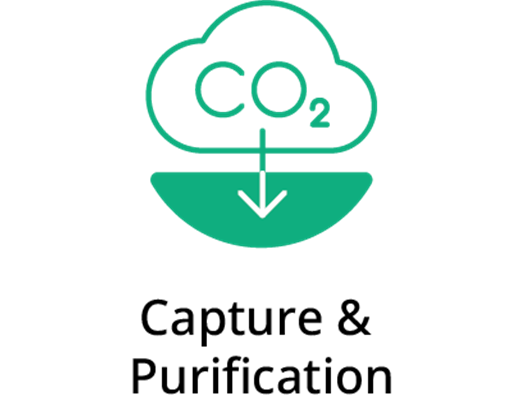 CO₂
Capture &
Purification